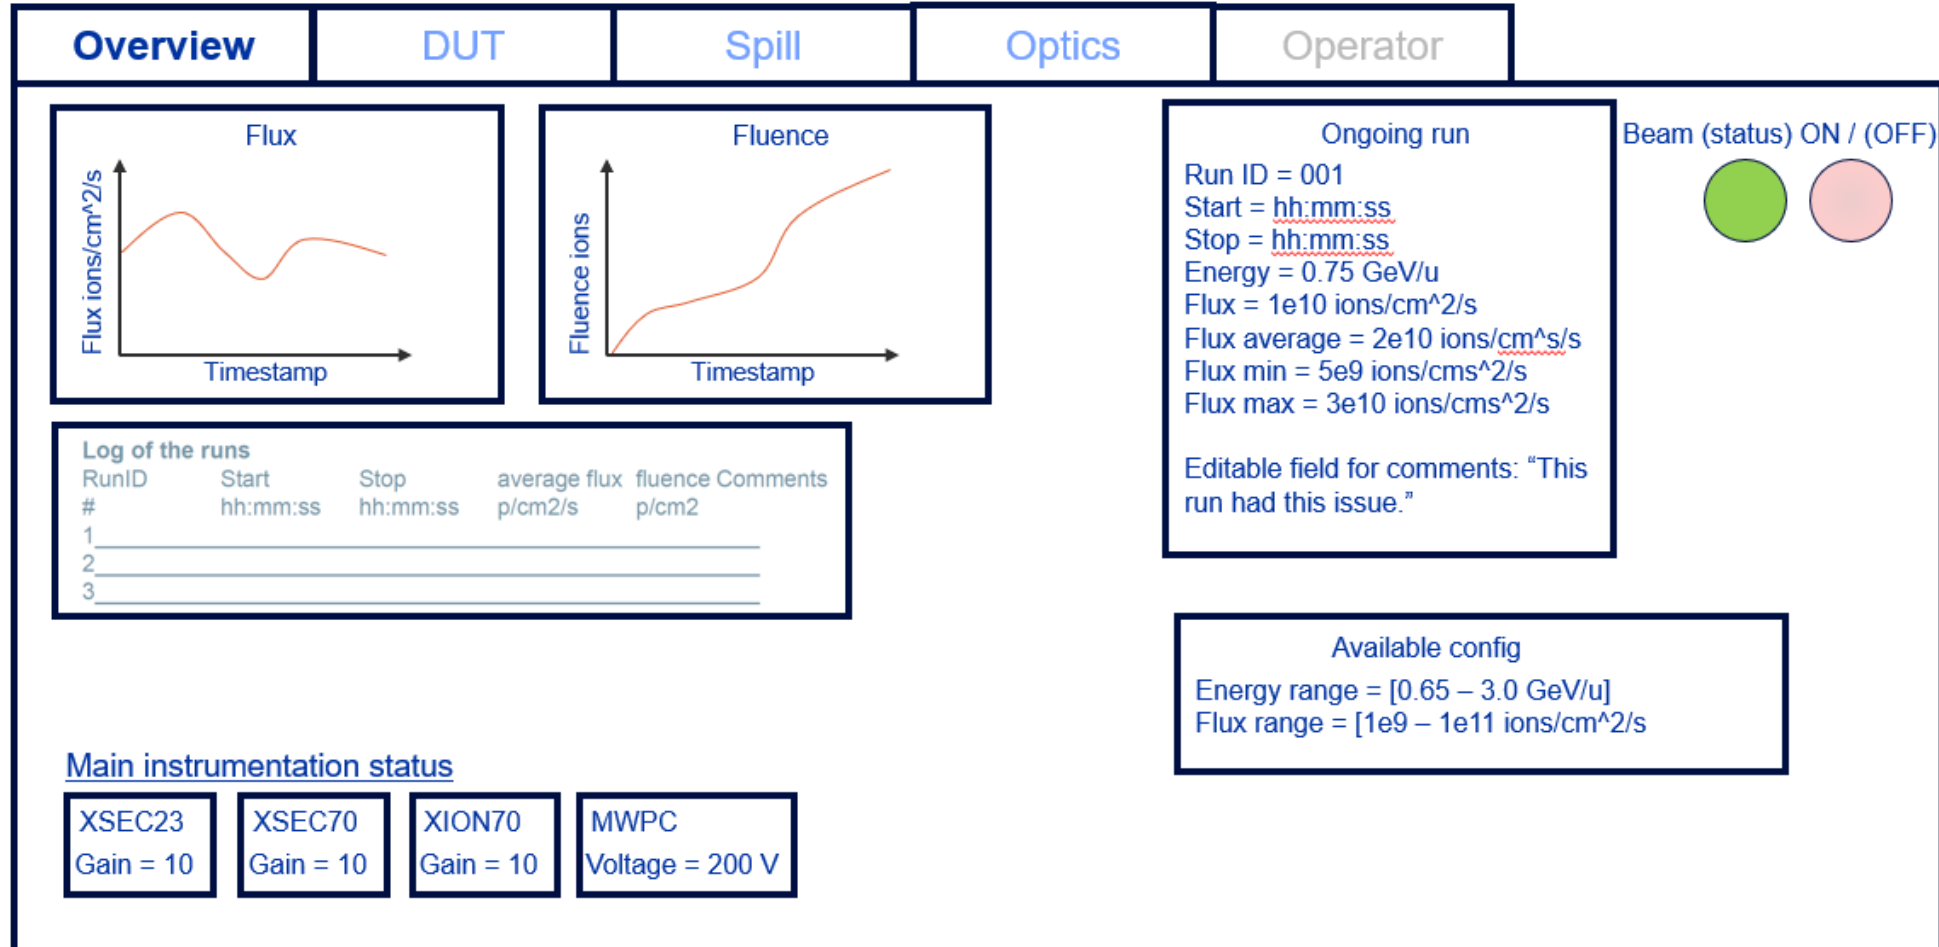 Overview
DUT
Spill
Optics
Operator
Flux
Flux ions/cm^2/s
Timestamp
Fluence
Fluence ions
Timestamp
Ongoing run
Run ID = 001
Start = hh:mm:ss
Stop = hh:mm:ss
Energy = 0.75 GeV/u
Flux = 1e10 ions/cm^2/s
Flux average = 2e10 ions/cm^s/s
Flux min = 5e9 ions/cms^2/s
Flux max = 3e10 ions/cms^2/s
Editable field for comments: “This
run had this issue.”
Beam (status) ON / (OFF)
Log of the runs
RunID Start Stop average flux fluence Comments
# hh:mm:ss hh:mm:ss p/cm2/s p/cm2
1
2
3
Available config
Energy range = [0.65 – 3.0 GeV/u]
Flux range = [1e9 – 1e11 ions/cm^2/s
Main instrumentation status
XSEC23
Gain = 10
XSEC70
Gain = 10
XION70
Gain = 10
MWPC
Voltage = 200 V